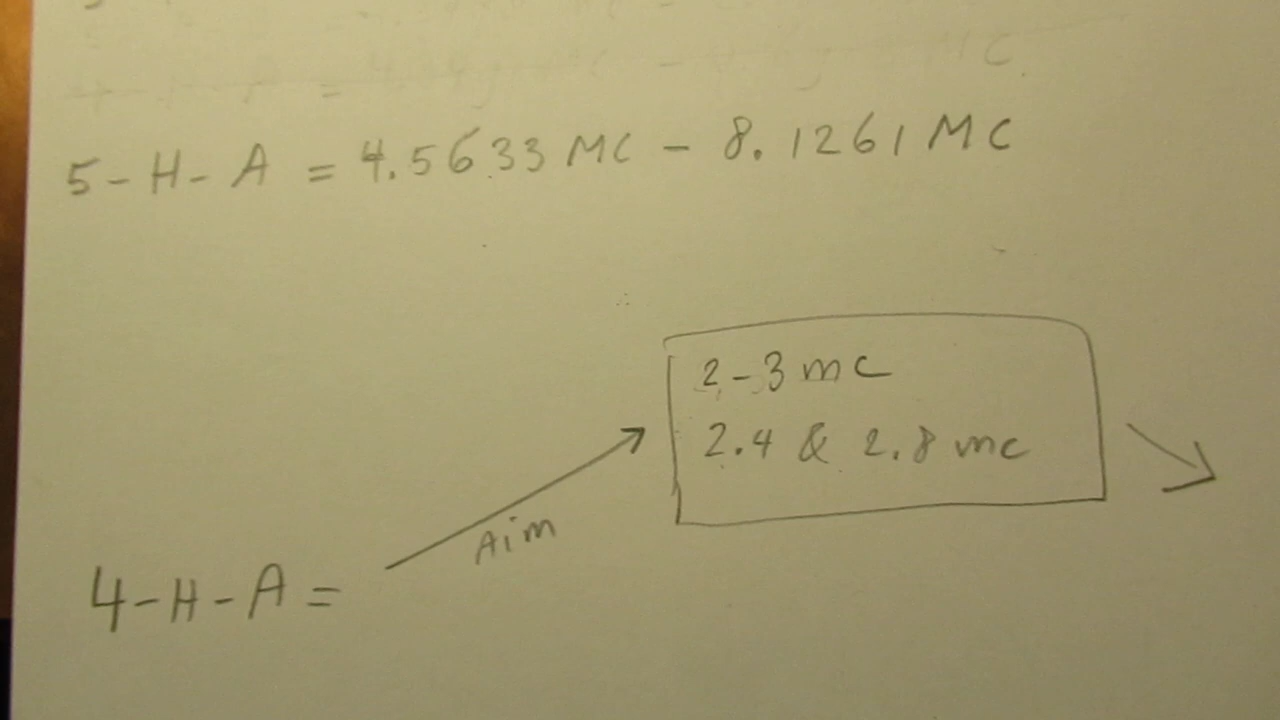 5-H-A = 4.5633 MC - 8.1261 MC
2-3 mc
2.4 & 2.8 mc
Aim
4-H-A =